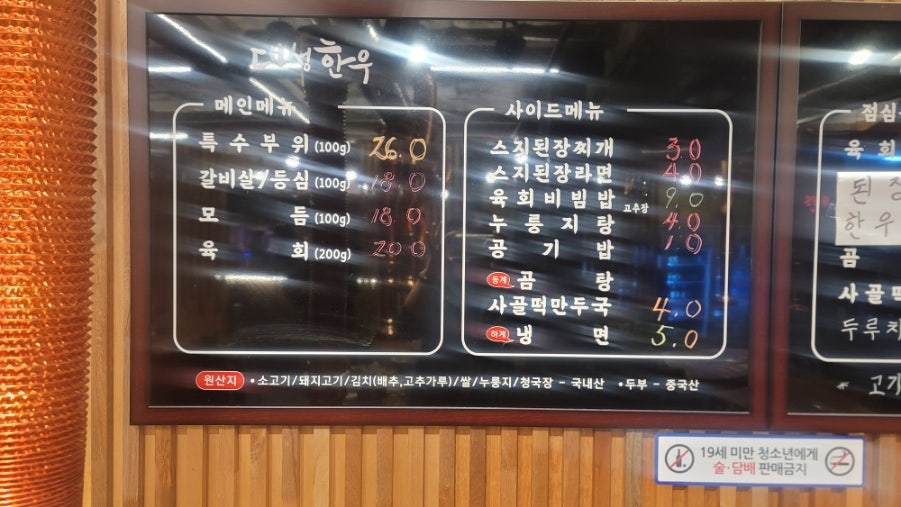 대성한우
메인메뉴
특수부위 (100g) 26.0
갈비살/등심 (100g) 18.0
모듬 (100g) 18.0
육회 (200g) 20.0
사이드메뉴
스지된장찌개 3.0
스지된장라면 4.0
육회비빔밥 고추장 9.0
누룽지탕 4.0
공기밥 1.0
동계 곰탕
사골떡만두국 4.0
하계 냉면 5.0
원산지 • 소고기/돼지고기/김치(배추,고추가루)/쌀/누룽지/청국장 - 국내산 • 두부 - 중국산
점심
육회
된장
한우
곰
사골떡
두루치
고기
19세 미만 청소년에게
술·담배 판매금지